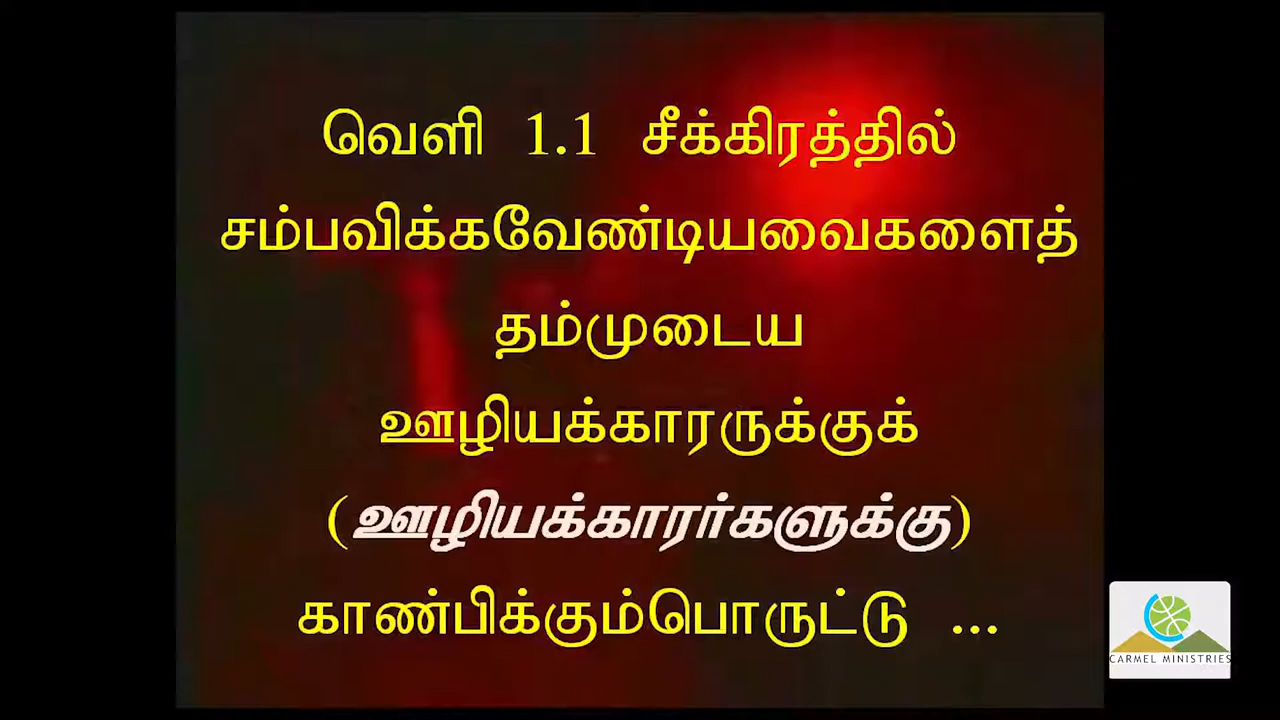 வெளி 1.1 சீக்கிரத்தில்
சம்பவிக்கவேண்டியவைகளைத்
தம்முடைய
ஊழியக்காரருக்குக்
(ஊழியக்காரர்களுக்கு)
காண்பிக்கும்பொருட்டு ...
CARMEL MINISTRIES